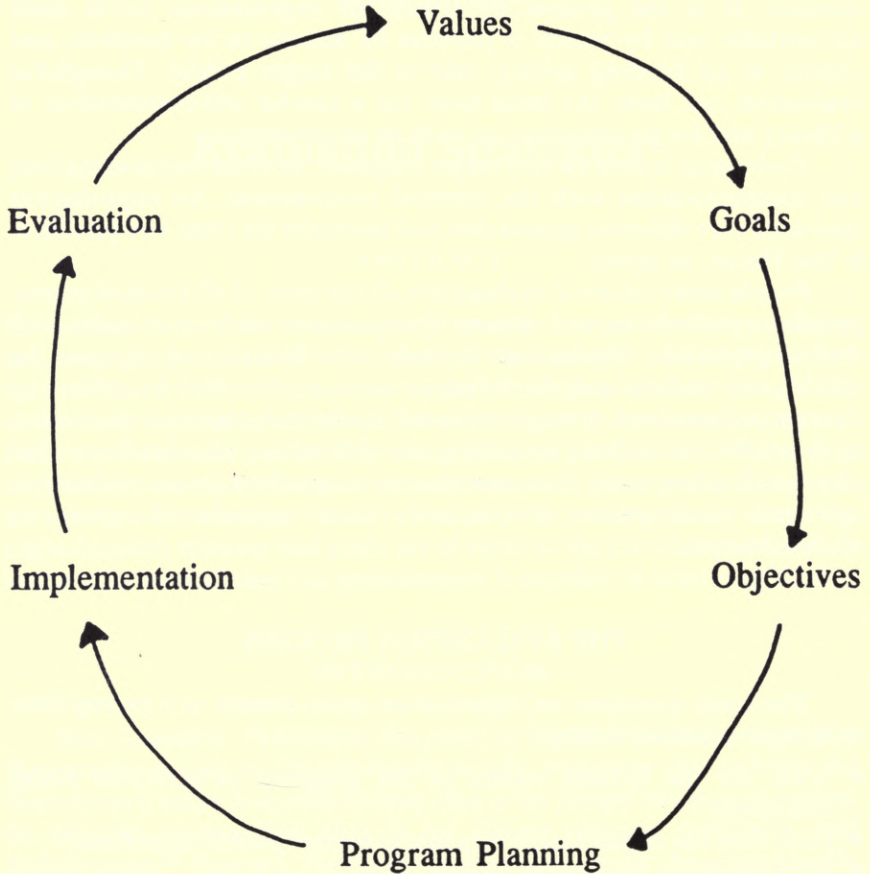 Values
Goals
Objectives
Program Planning
Implementation
Evaluation